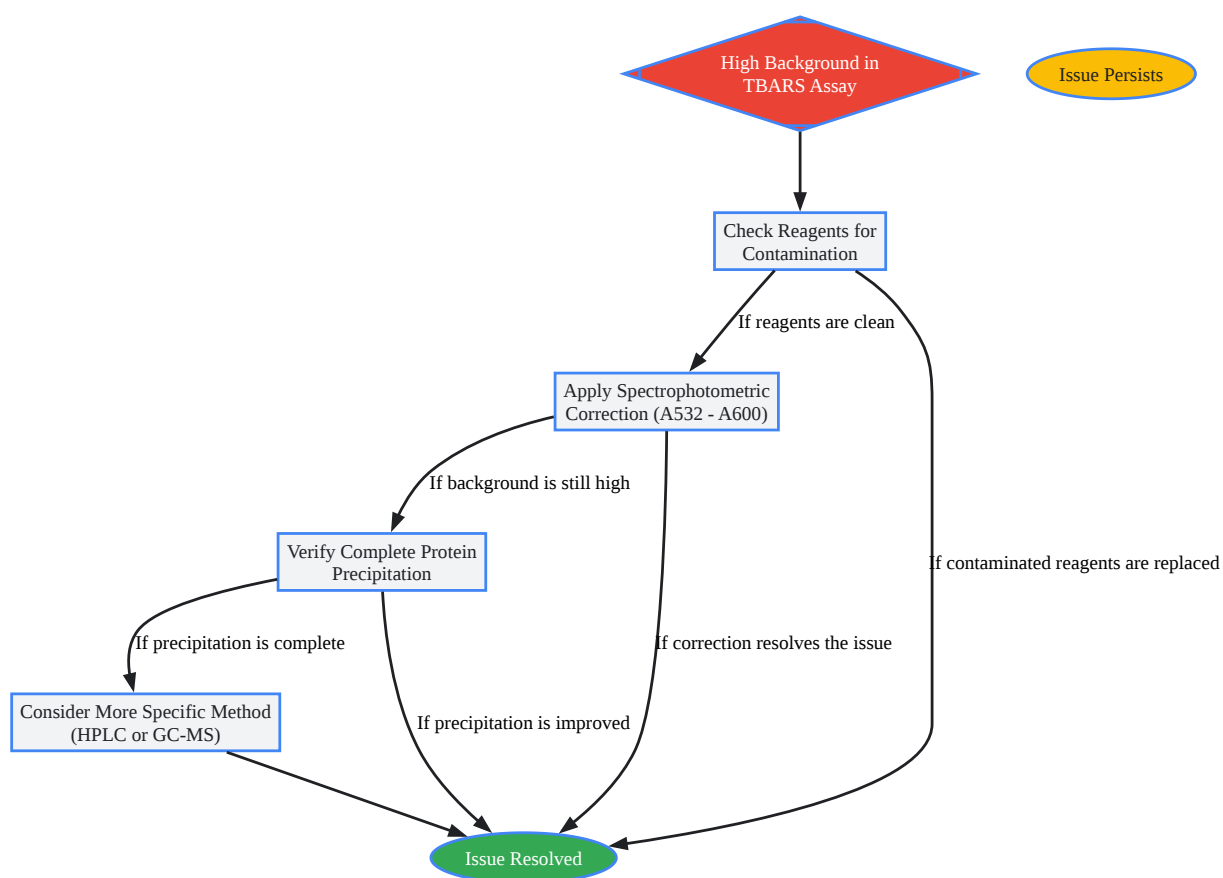 High Background in
TBARS Assay
Issue Persists
Check Reagents for
Contamination
If reagents are clean
Apply Spectrophotometric
Correction (A532 - A600)
If background is still high
Verify Complete Protein
Precipitation
If contaminated reagents are replaced
If precipitation is complete
If correction resolves the issue
Consider More Specific Method
(HPLC or GC-MS)
If precipitation is improved
Issue Resolved